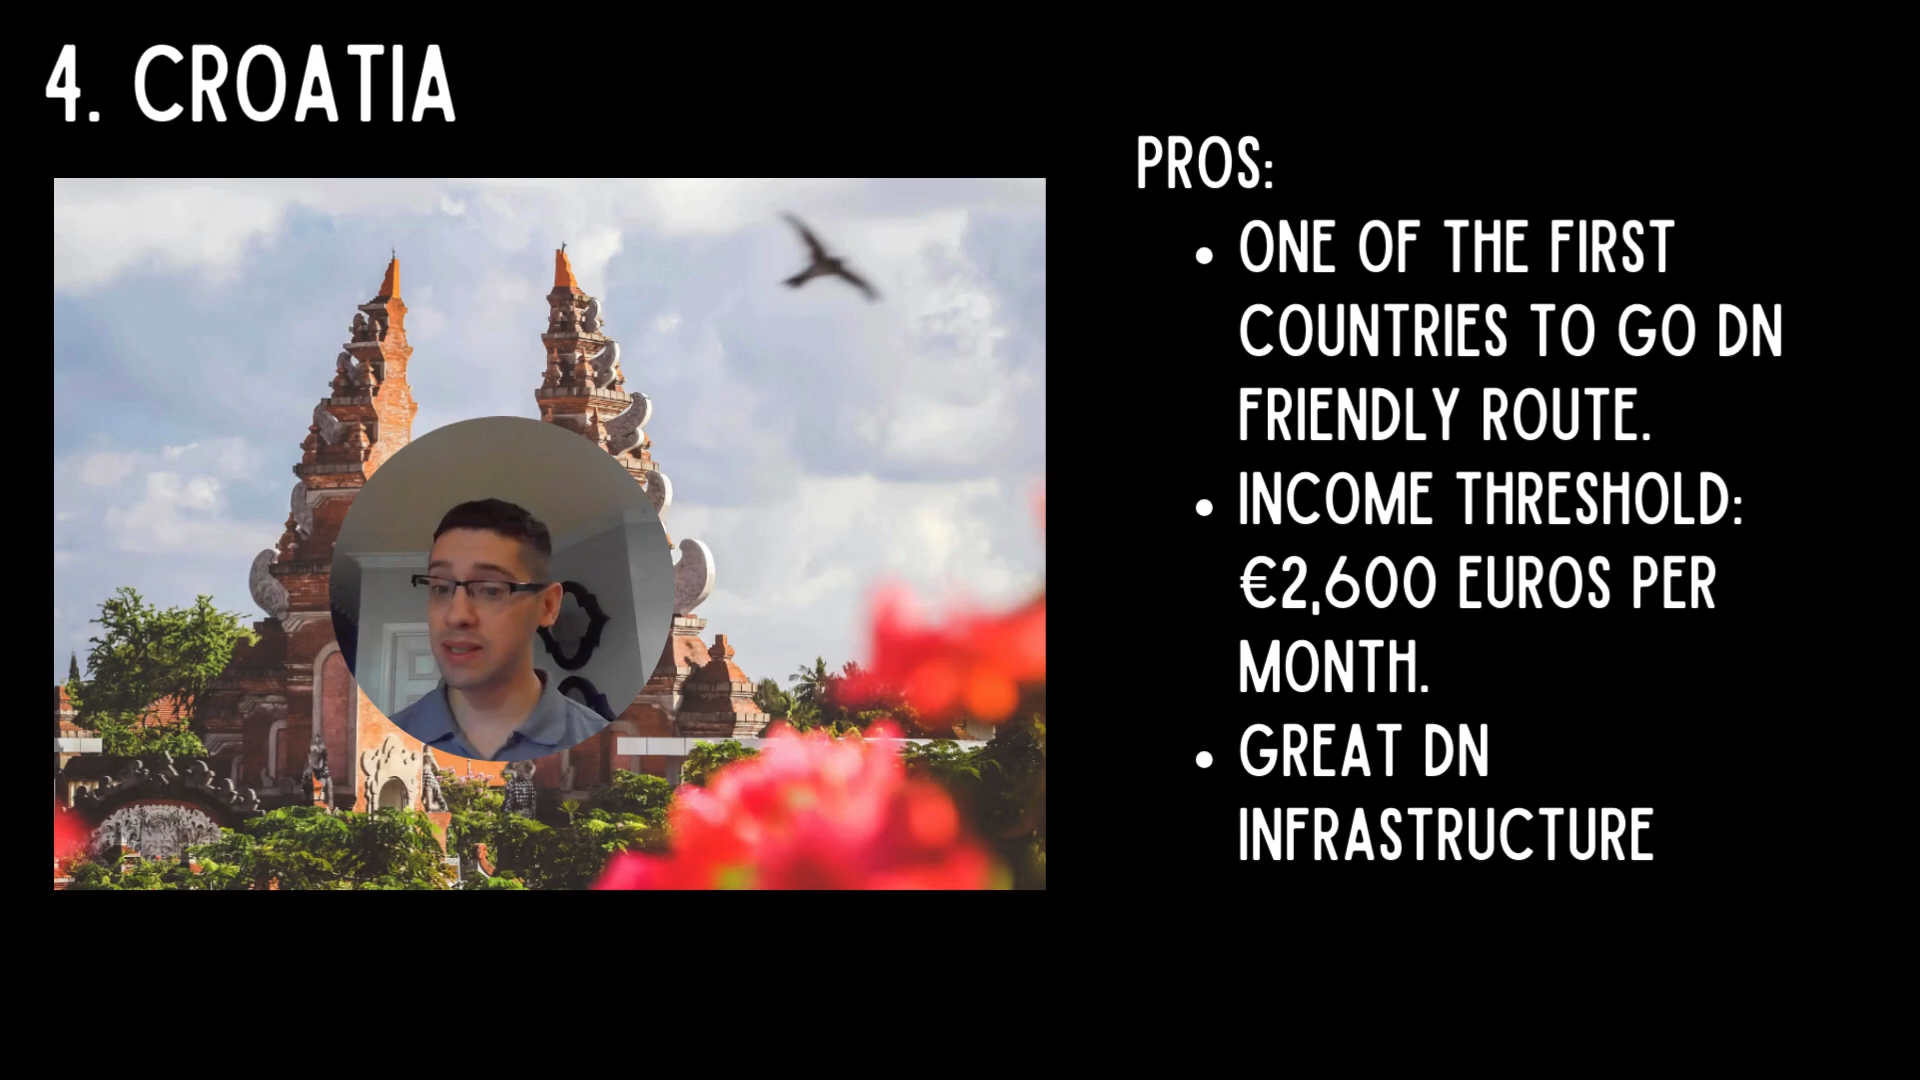 4. CROATIA
PROS:
• ONE OF THE FIRST
COUNTRIES TO GO DN
FRIENDLY ROUTE.
• INCOME THRESHOLD:
€2,600 EUROS PER
MONTH.
• GREAT DN
INFRASTRUCTURE